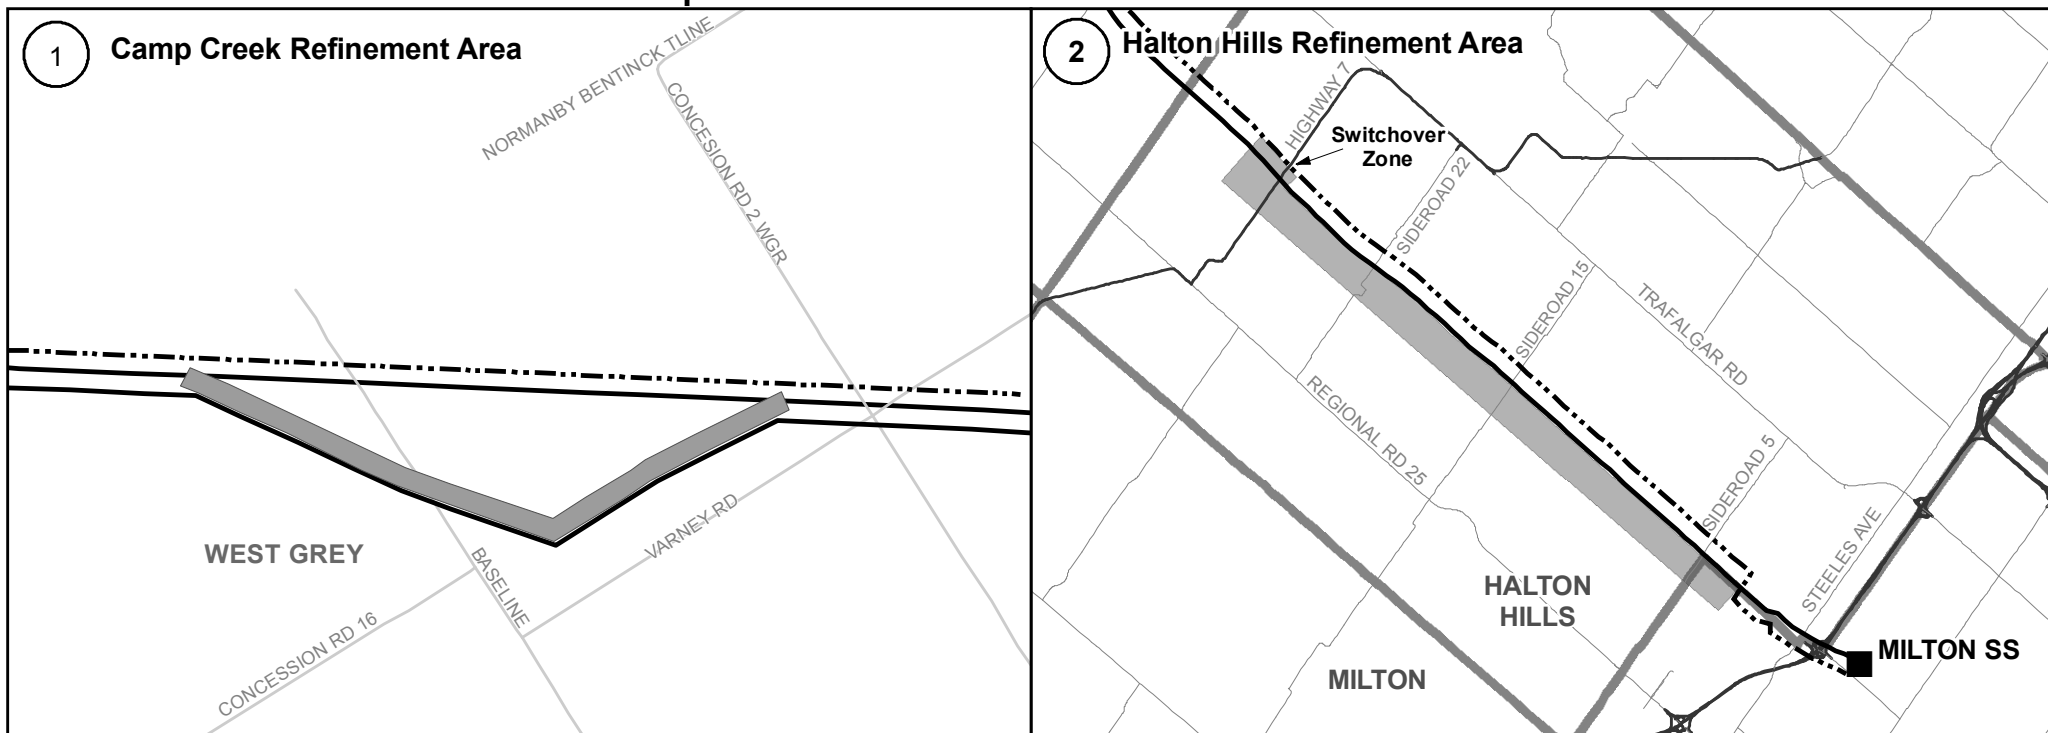 1
Camp Creek Refinement Area
NORMANBY BENTINCK TLINE
CONCESION RD 2 WGR
WEST GREY
BASELINE
VARNEY RD
CONCESSION RD 16
2
Halton Hills Refinement Area
HIGHWAY 7
Switchover
Zone
SIDEROAD 22
SIDEROAD 15
TRAFALGAR RD
REGIONAL RD 25
SIDEROAD 5
STEELES AVE
HALTON
HILLS
MILTON
MILTON SS